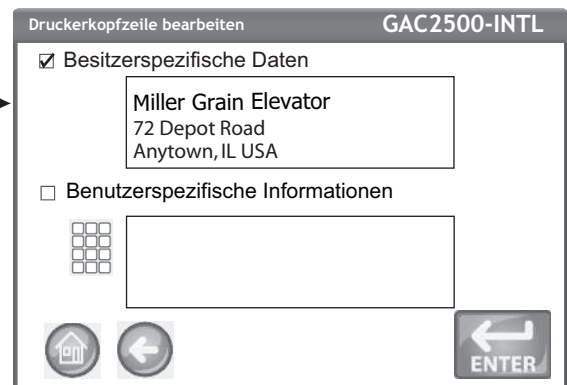 Druckerkopfzeile bearbeiten GAC2500-INTL
Besitzerspezifische Daten
Miller Grain Elevator
72 Depot Road
Anytown, IL USA
Benutzerspezifische Informationen
ENTER